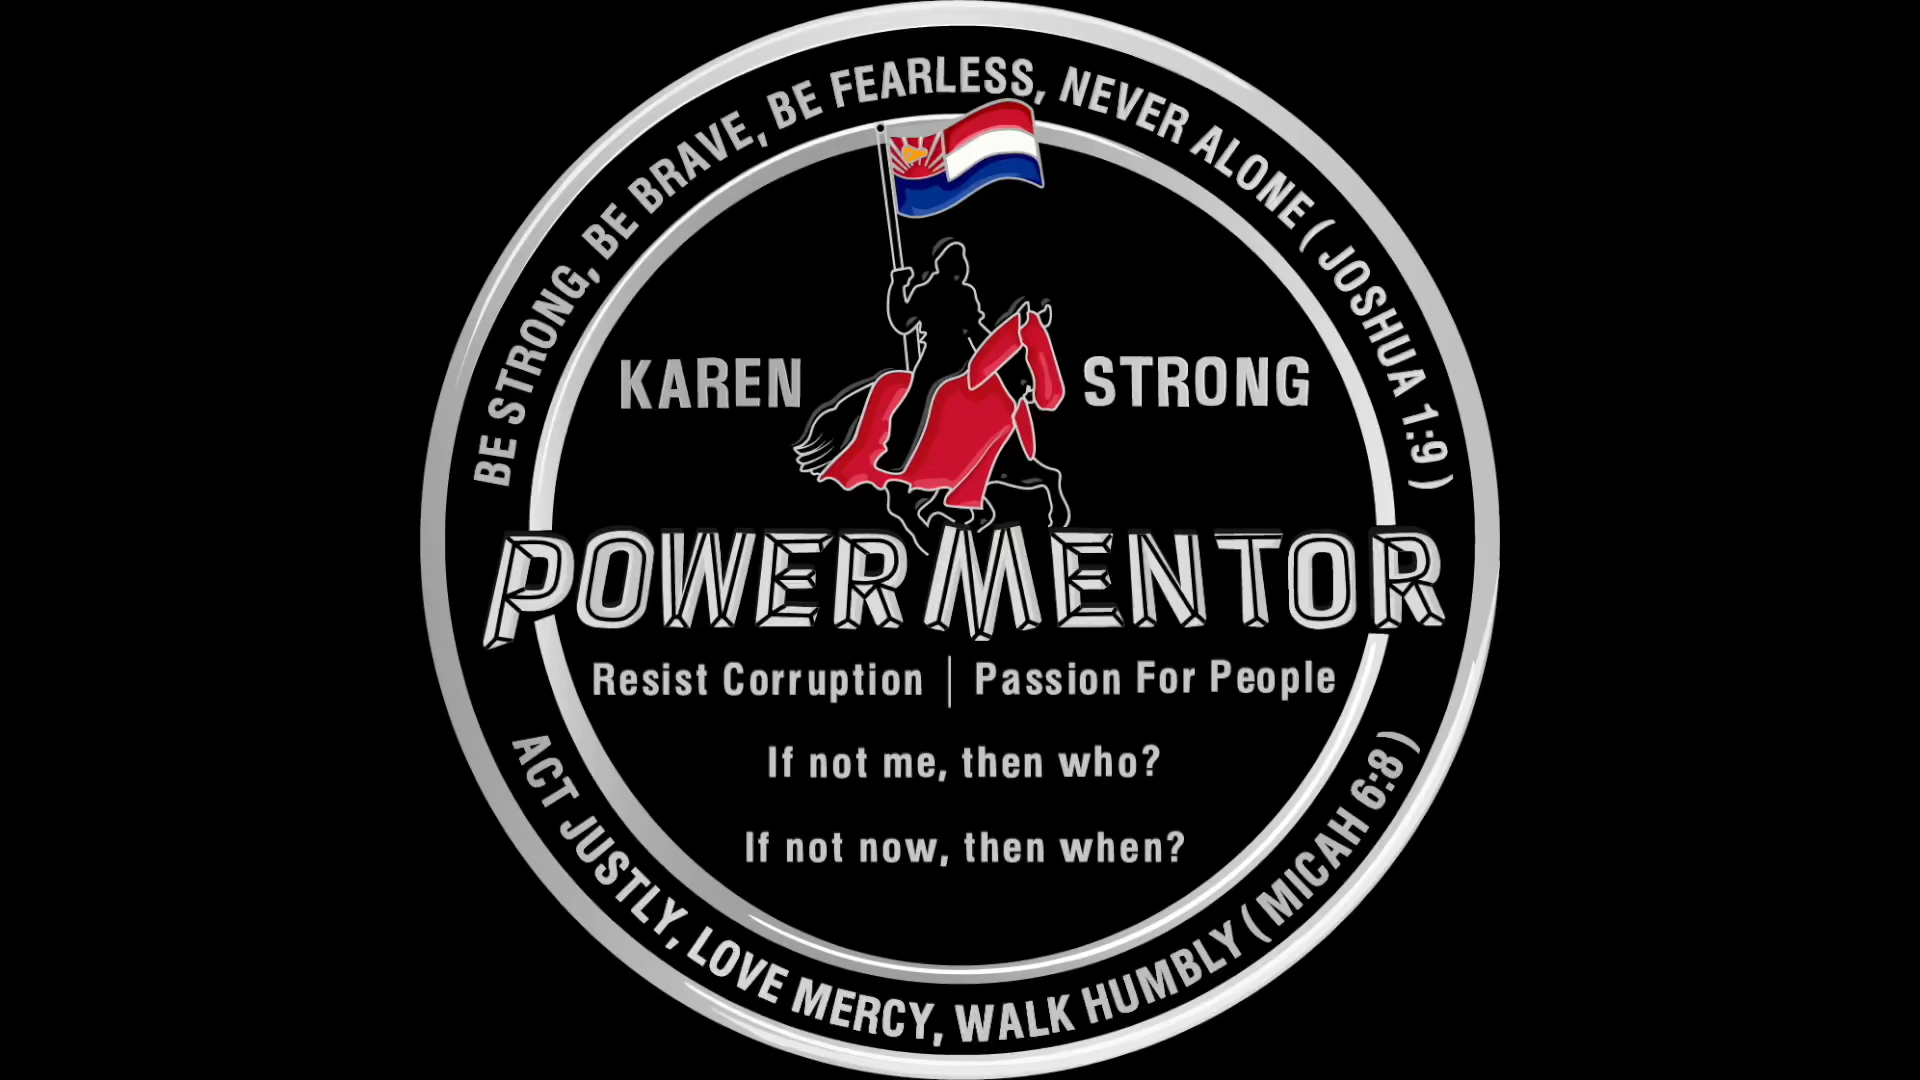 BE STRONG, BE BRAVE, BE FEARLESS, NEVER ALONE ( JOSHUA 1:9 )
KAREN STRONG
POWERMENTOR
Resist Corruption | Passion For People
If not me, then who?
If not now, then when?
ACT JUSTLY, LOVE MERCY, WALK HUMBLY ( MICAH 6:8 )